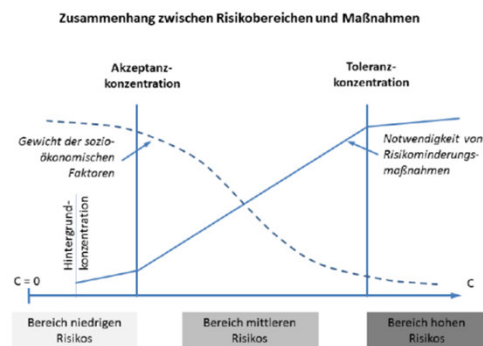 Zusammenhang zwischen Risikobereichen und Maßnahmen
Akzeptanz-
konzentration
Toleranz-
konzentration
Gewicht der sozio-
ökonomischen
Faktoren
Notwendigkeit von
Risikominderungs-
maßnahmen
Hintergrund-
konzentration
C = 0
C
Bereich niedrigen
Risikos
Bereich mittleren
Risikos
Bereich hohen
Risikos